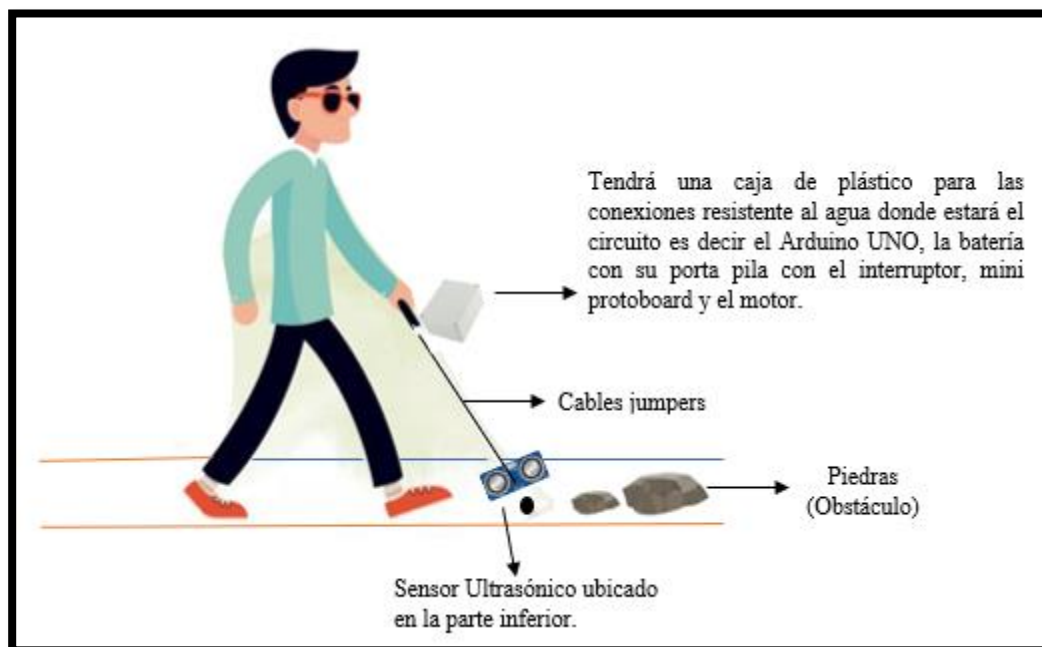 Tendrá una caja de plástico para las
conexiones resistente al agua donde estará el
circuito es decir el Arduino UNO, la batería
con su porta pila con el interruptor, mini
protoboard y el motor.
Cables jumpers
Piedras
(Obstáculo)
Sensor Ultrasónico ubicado
en la parte inferior.